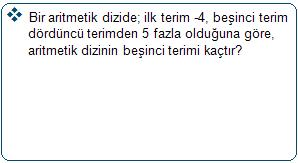 ❖ Bir aritmetik dizide; ilk terim -4, beşinci terim
dördüncü terimden 5 fazla olduğuna göre,
aritmetik dizinin beşinci terimi kaçtır?